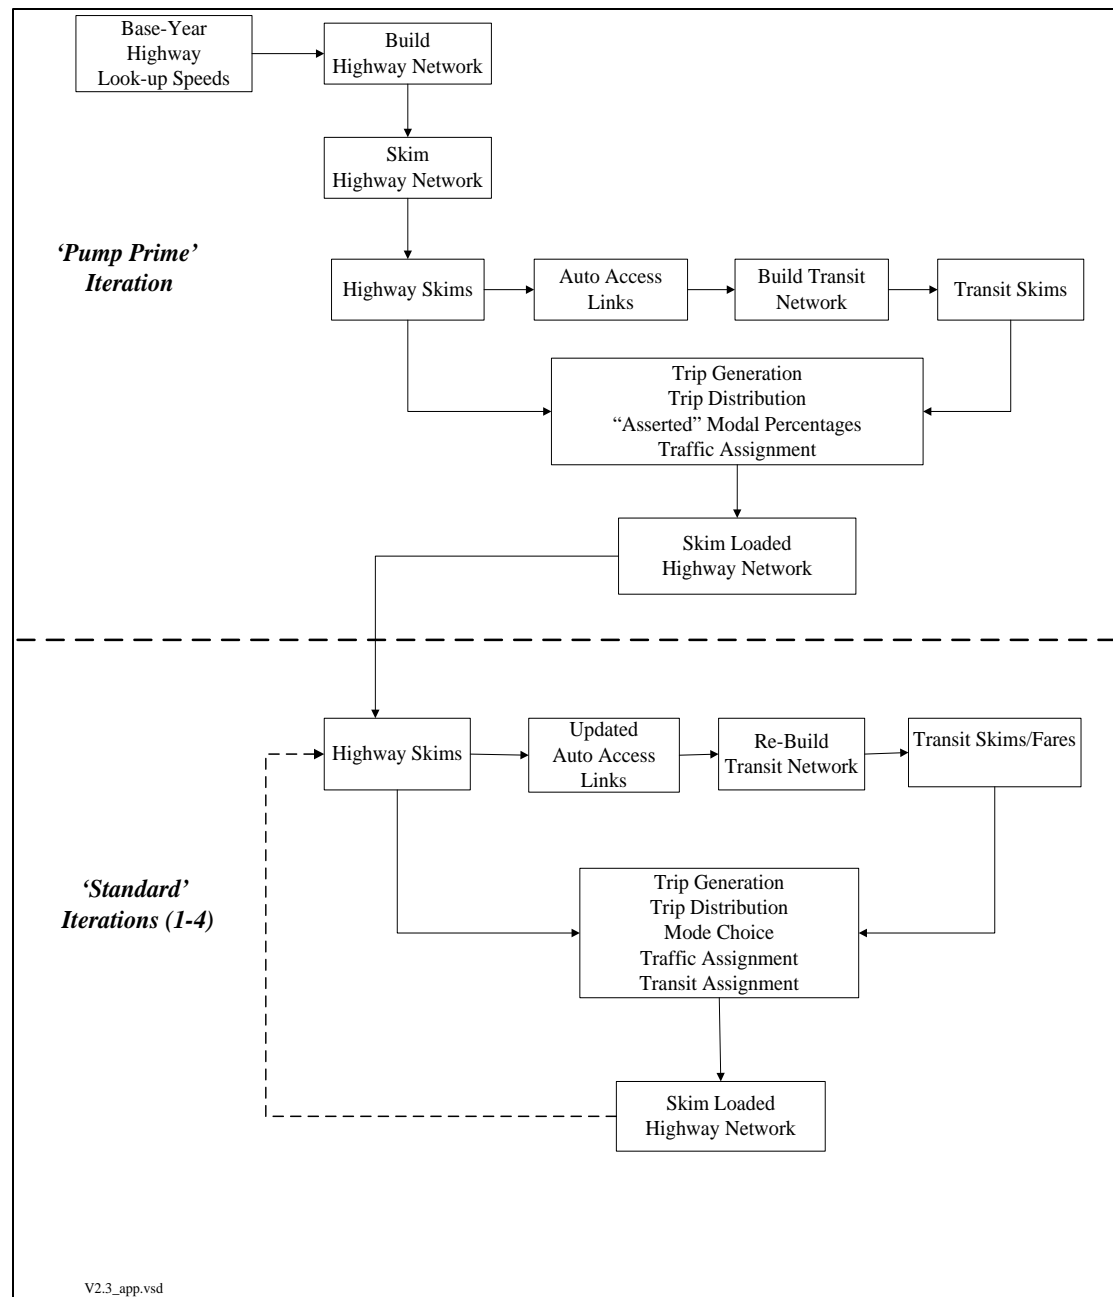 Base-Year
Highway
Look-up Speeds
Build
Highway Network
Skim
Highway Network
‘Pump Prime’
Iteration
Highway Skims
Auto Access
Links
Build Transit
Network
Transit Skims
Trip Generation
Trip Distribution
“Asserted” Modal Percentages
Traffic Assignment
Skim Loaded
Highway Network
Highway Skims
Updated
Auto Access
Links
Re-Build
Transit Network
Transit Skims/Fares
‘Standard’
Iterations (1-4)
Trip Generation
Trip Distribution
Mode Choice
Traffic Assignment
Transit Assignment
Skim Loaded
Highway Network
V2.3_app.vsd